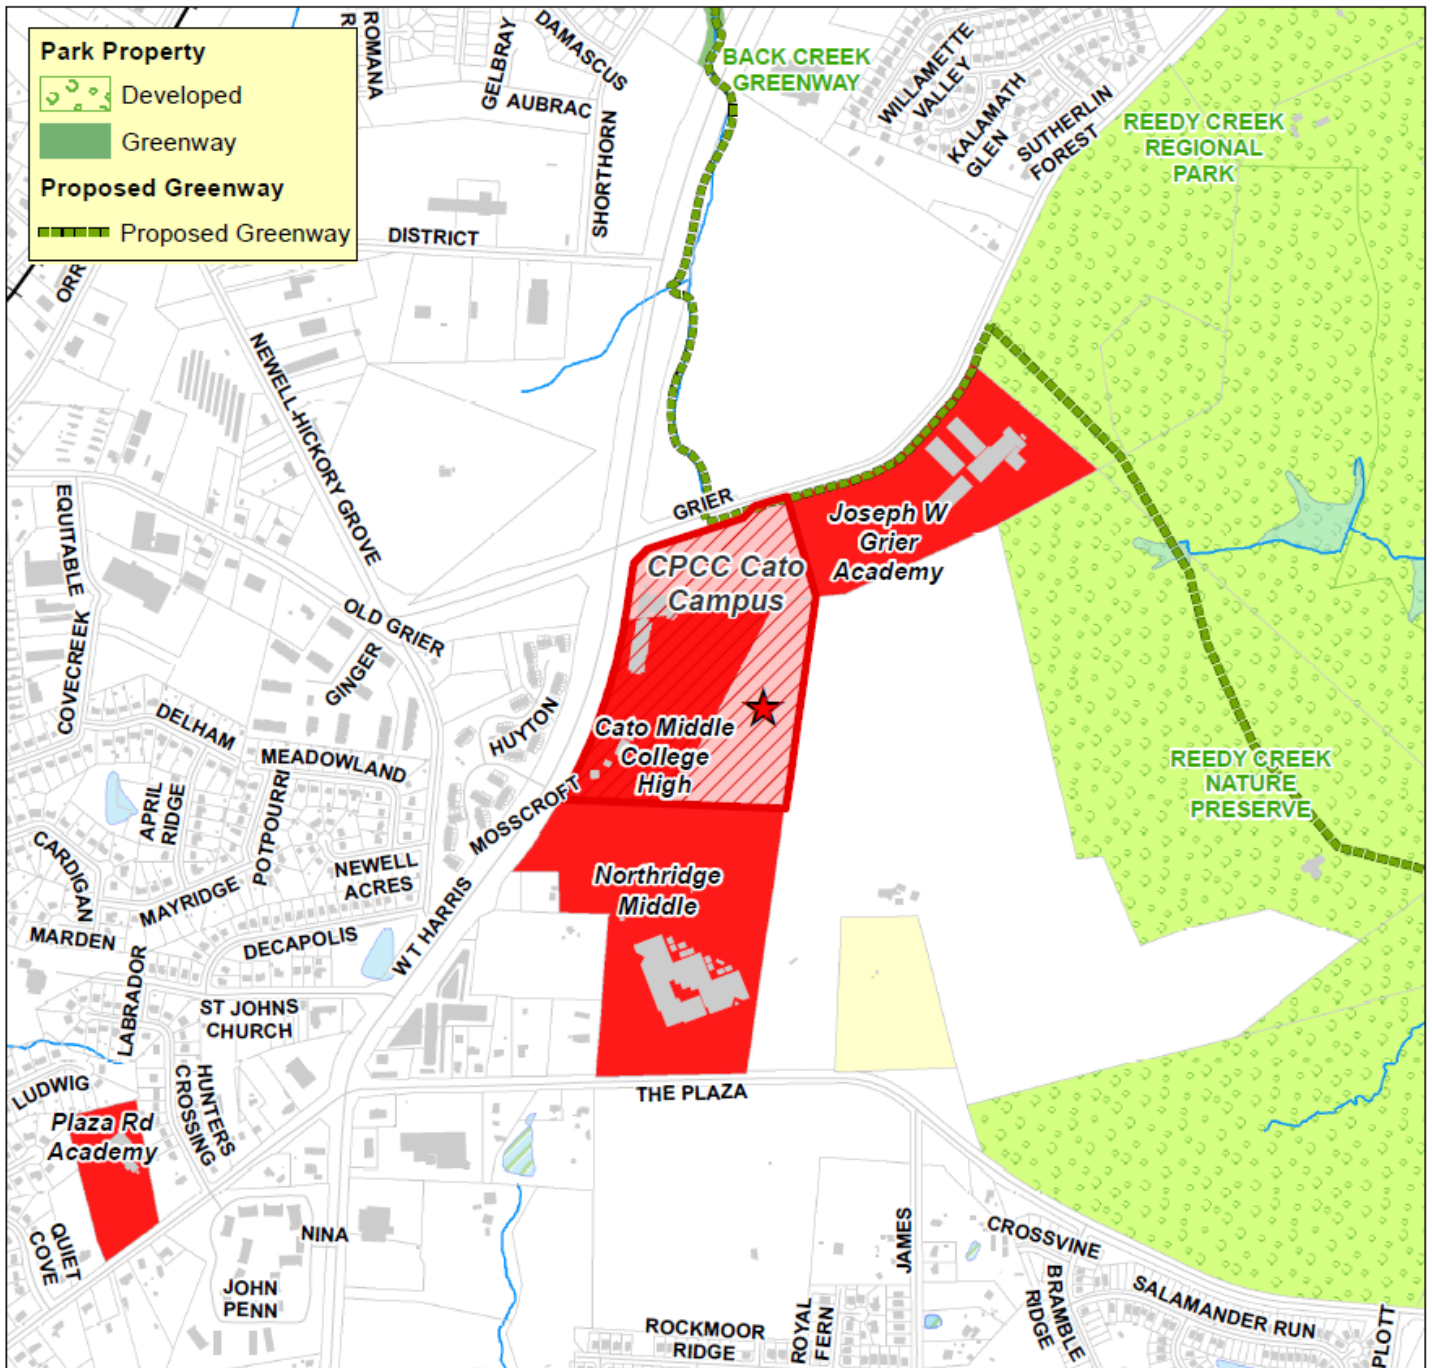 Park Property
Developed
Greenway
Proposed Greenway
Proposed Greenway
ROMANA
R
GELBRAY
DAMASCUS
AUBRAC
SHORTHORN
DISTRICT
ORR
BACK CREEK
GREENWAY
WILLAMETTE
VALLEY
KALAMATH
GLEN
SUTHERLIN
FOREST
REEDY CREEK
REGIONAL
PARK
NEWELL-HICKORY GROVE
EQUITABLE
COVECREEK
OLD GRIER
GINGER
GRIER
Joseph W
Grier
Academy
CPCC Cato
Campus
Cato Middle
College
High
HUYTON
DELHAM
MEADOWLAND
APRIL
RIDGE
POTPOURRI
MOSSCROFT
CARDIGAN
MAYRIDGE
NEWELL
ACRES
MARDEN
DECAPOLIS
W T HARRIS
Northridge
Middle
REEDY CREEK
NATURE
PRESERVE
LABRADOR
ST JOHNS
CHURCH
LUDWIG
HUNTERS
CROSSING
Plaza Rd
Academy
THE PLAZA
QUIET
COVE
NINA
JOHN
PENN
JAMES
CROSSVINE
BRAMBLE
RIDGE
SALAMANDER RUN
PLOTT
ROCKMOOR
RIDGE
ROYAL
FERN